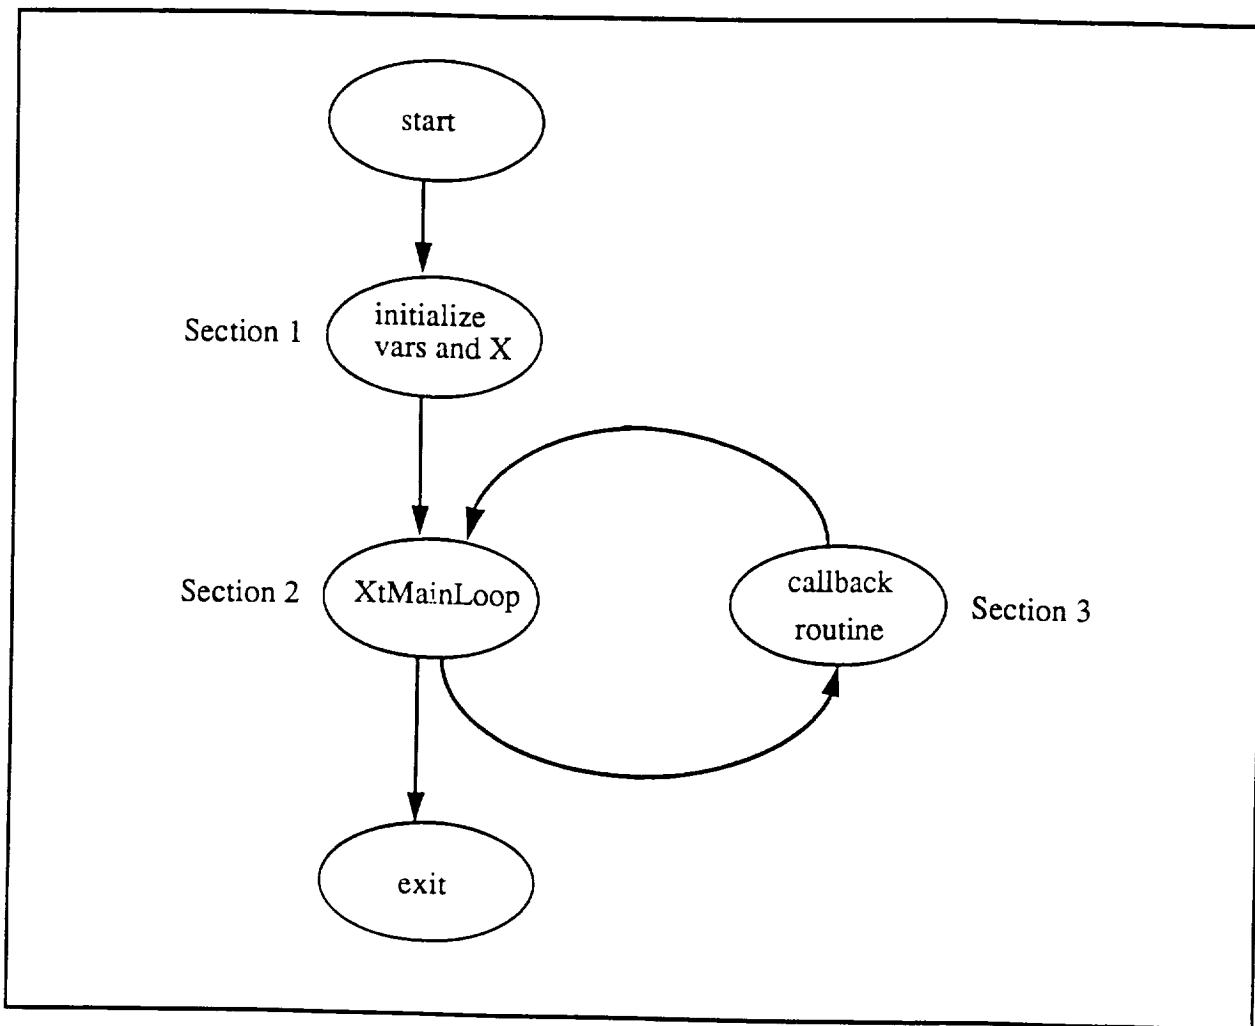 start
Section 1
initialize
vars and X
Section 2
XtMainLoop
callback
routine
Section 3
exit